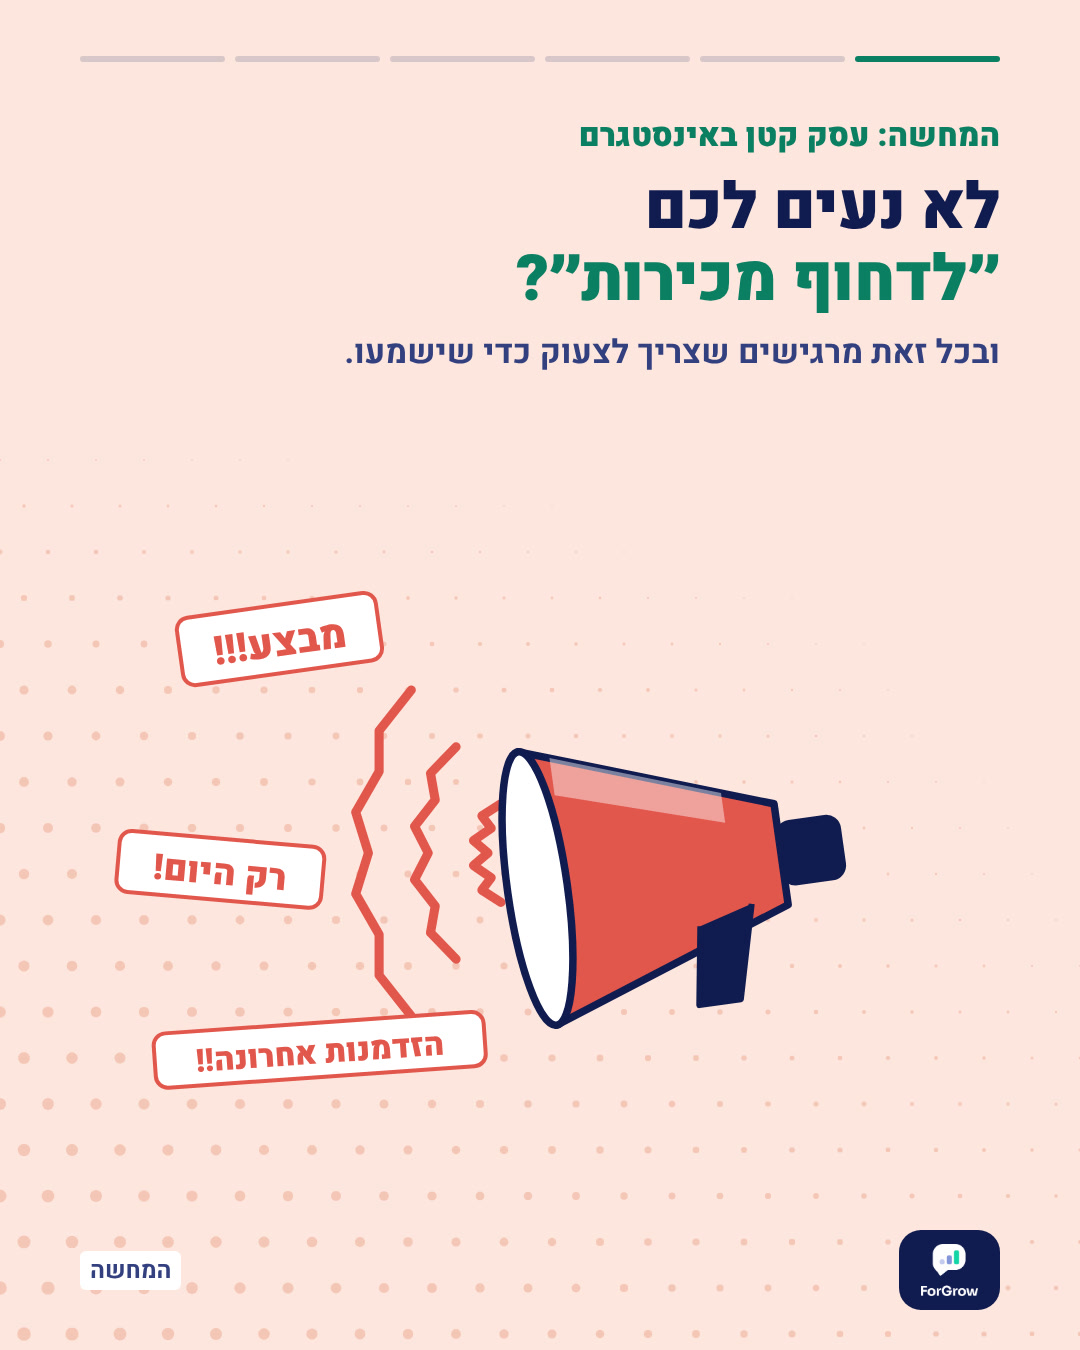 המחשה: עסק קטן באינסטגרם
לא נעים לכם
״לדחוף מכירות״?
ובכל זאת מרגישים שצריך לצעוק כדי שישמעו.
מבצע!!!
רק היום!
הזדמנות אחרונה!!
ForGrow
המחשה